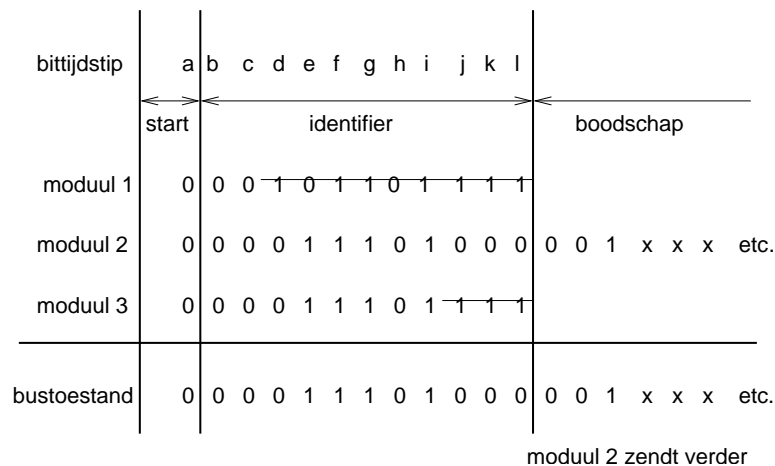 bittijdstip a b c d e f g h i j k l
start identifier boodschap
moduul 1 0 0 0 1 0 1 1 0 1 1 1 1
moduul 2 0 0 0 0 1 1 1 0 1 0 0 0 0 0 1 x x x etc.
moduul 3 0 0 0 0 1 1 1 0 1 1 1 1
bustoestand 0 0 0 0 1 1 1 0 1 0 0 0 0 0 1 x x x etc.
moduul 2 zendt verder